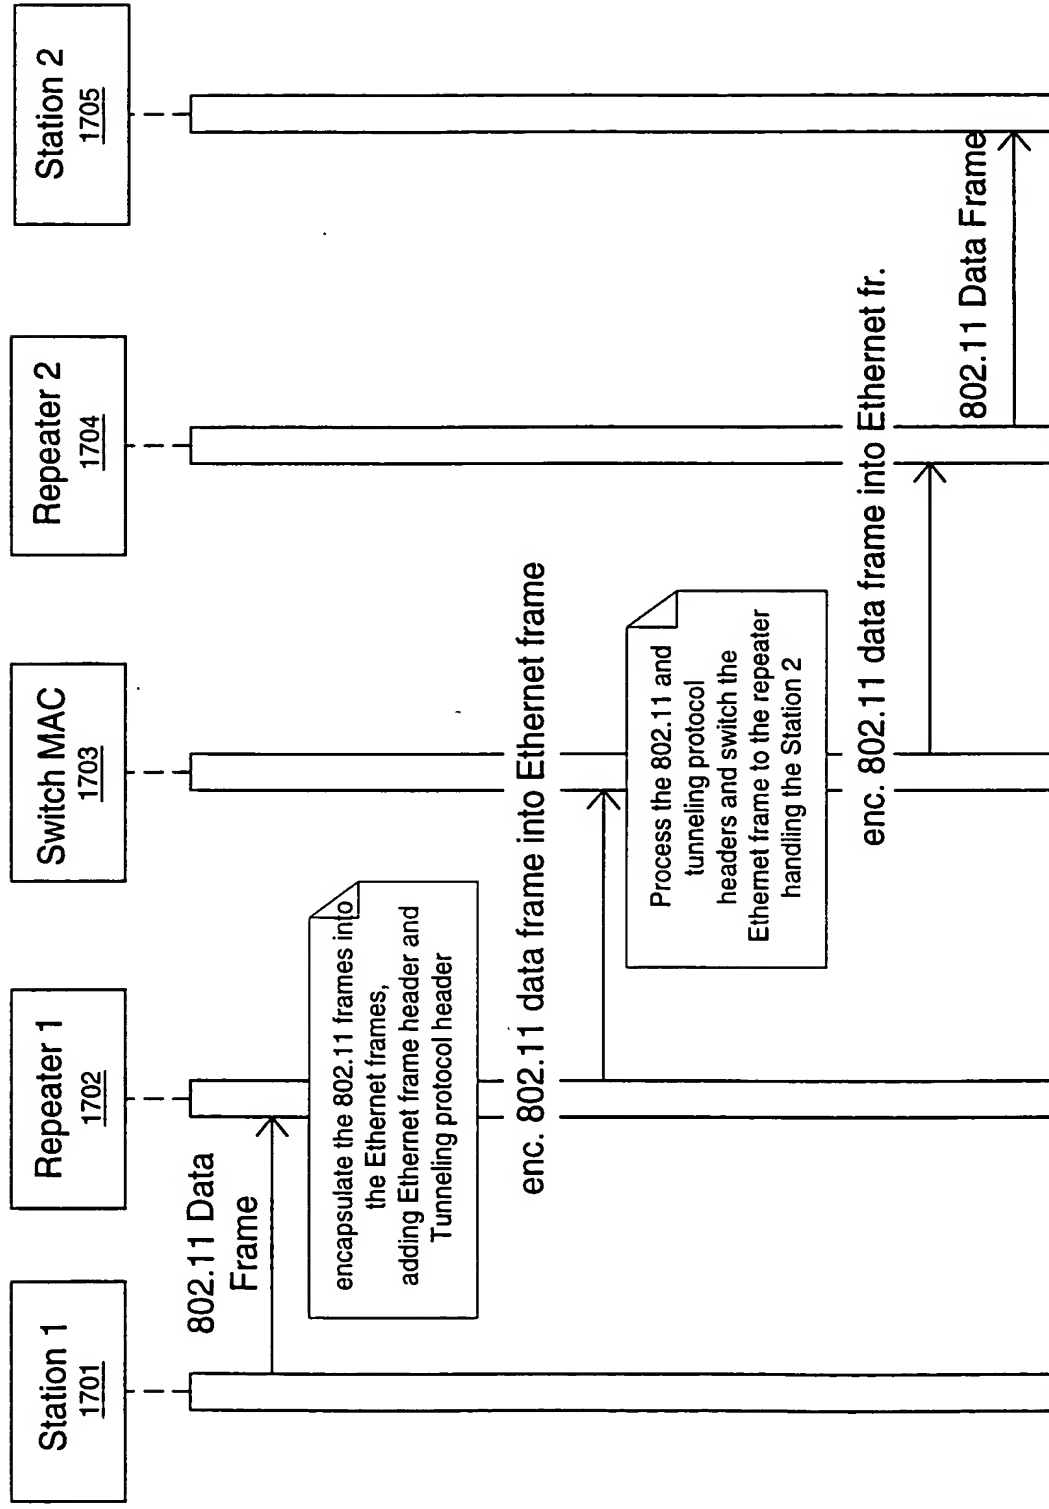 Station 1
1701
Repeater 1
1702
Switch MAC
1703
Repeater 2
1704
Station 2
1705
802.11 Data
Frame
encapsulate the 802.11 frames into
the Ethernet frames,
adding Ethernet frame header and
Tunneling protocol header
enc. 802.11 data frame into Ethernet frame
Process the 802.11 and
tunneling protocol
headers and switch the
Ethernet frame to the repeater
handling the Station 2
enc. 802.11 data frame into Ethernet fr.
802.11 Data Frame